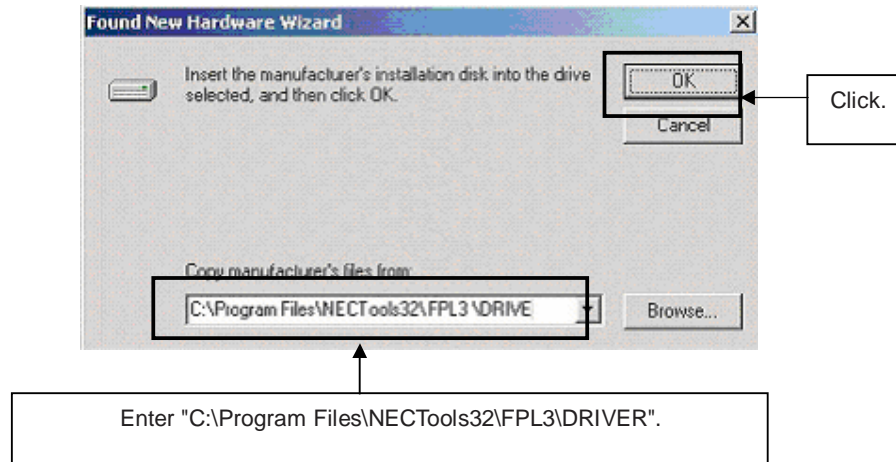 Found New Hardware Wizard
Insert the manufacturer's installation disk into the drive
selected, and then click OK.
OK
Click.
Cancel
Copy manufacturer's files from:
C:\Program Files\NECTools32\FPL3\DRIVE
Browse...
Enter "C:\Program Files\NECTools32\FPL3\DRIVER".